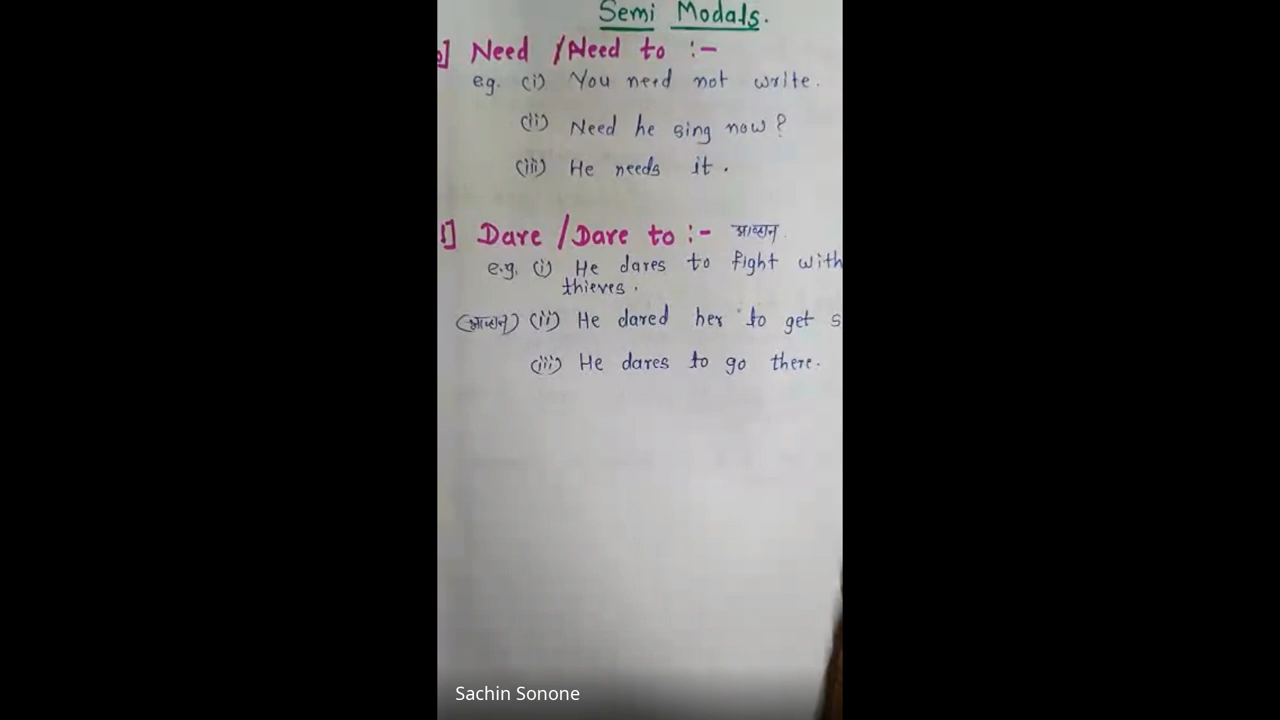 Semi Modals.
] Need /Need to :-
e.g. (i) You need not write.
(ii) Need he sing now?
(iii) He needs it.
1] Dare /Dare to :- आव्हान.
e.g. (i) He dares to fight with
thieves.
(आव्हान) (ii) He dared her to get s
(iii) He dares to go there.
Sachin Sonone